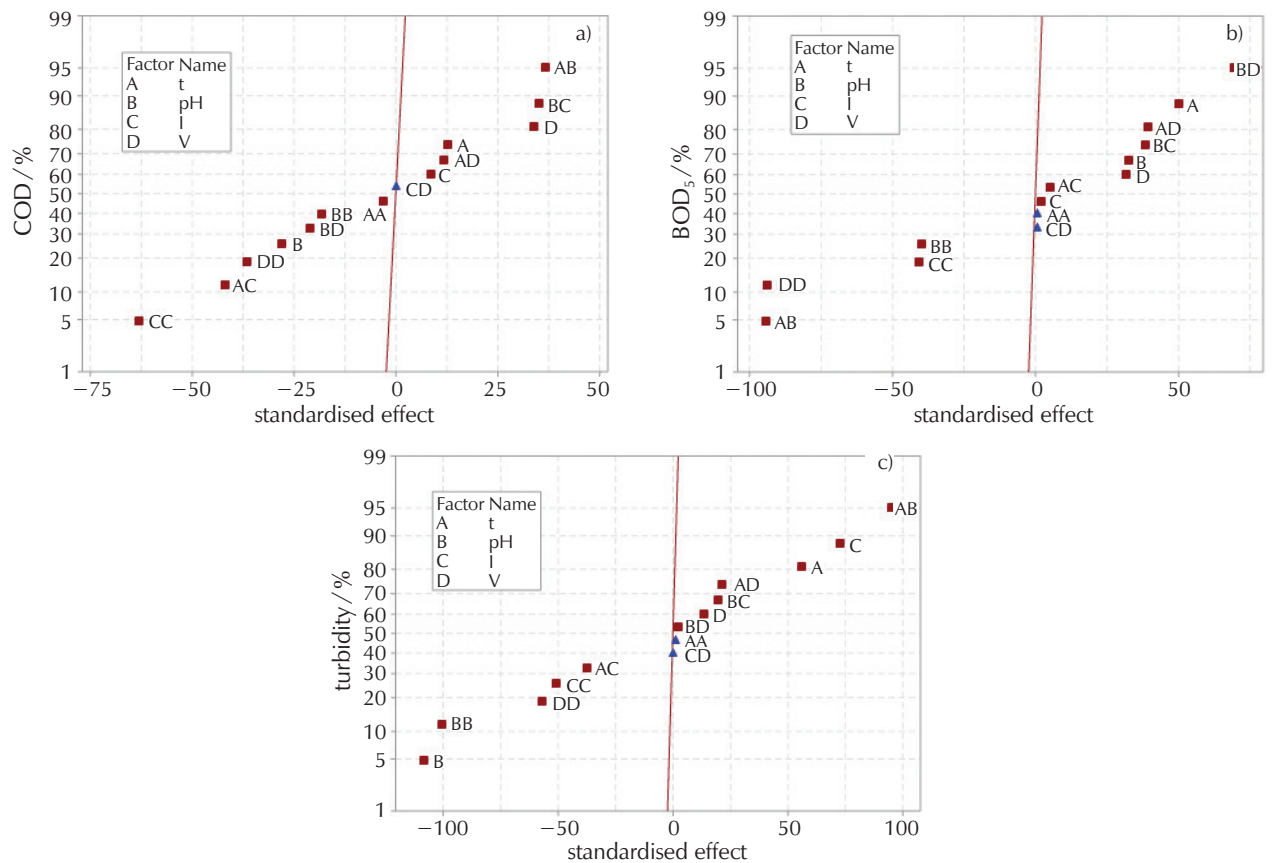 a)
COD / %
99
95
90
80
70
60
50
40
30
20
10
5
1
Factor Name
A t
B pH
C I
D V
AB
BC
D
A
AD
C
CD
AA
BB
BD
B
DD
AC
CC
−75 −50 −25 0 25 50
standardised effect
b)
BOD5 / %
99
95
90
80
70
60
50
40
30
20
10
5
1
Factor Name
A t
B pH
C I
D V
BD
A
AD
BC
B
D
AC
C
AA
CD
BB
CC
DD
AB
−100 −50 0 50
standardised effect
c)
turbidity / %
99
95
90
80
70
60
50
40
30
20
10
5
1
Factor Name
A t
B pH
C I
D V
AB
C
A
AD
BC
D
BD
AA
CD
AC
CC
DD
BB
B
−100 −50 0 50 100
standardised effect